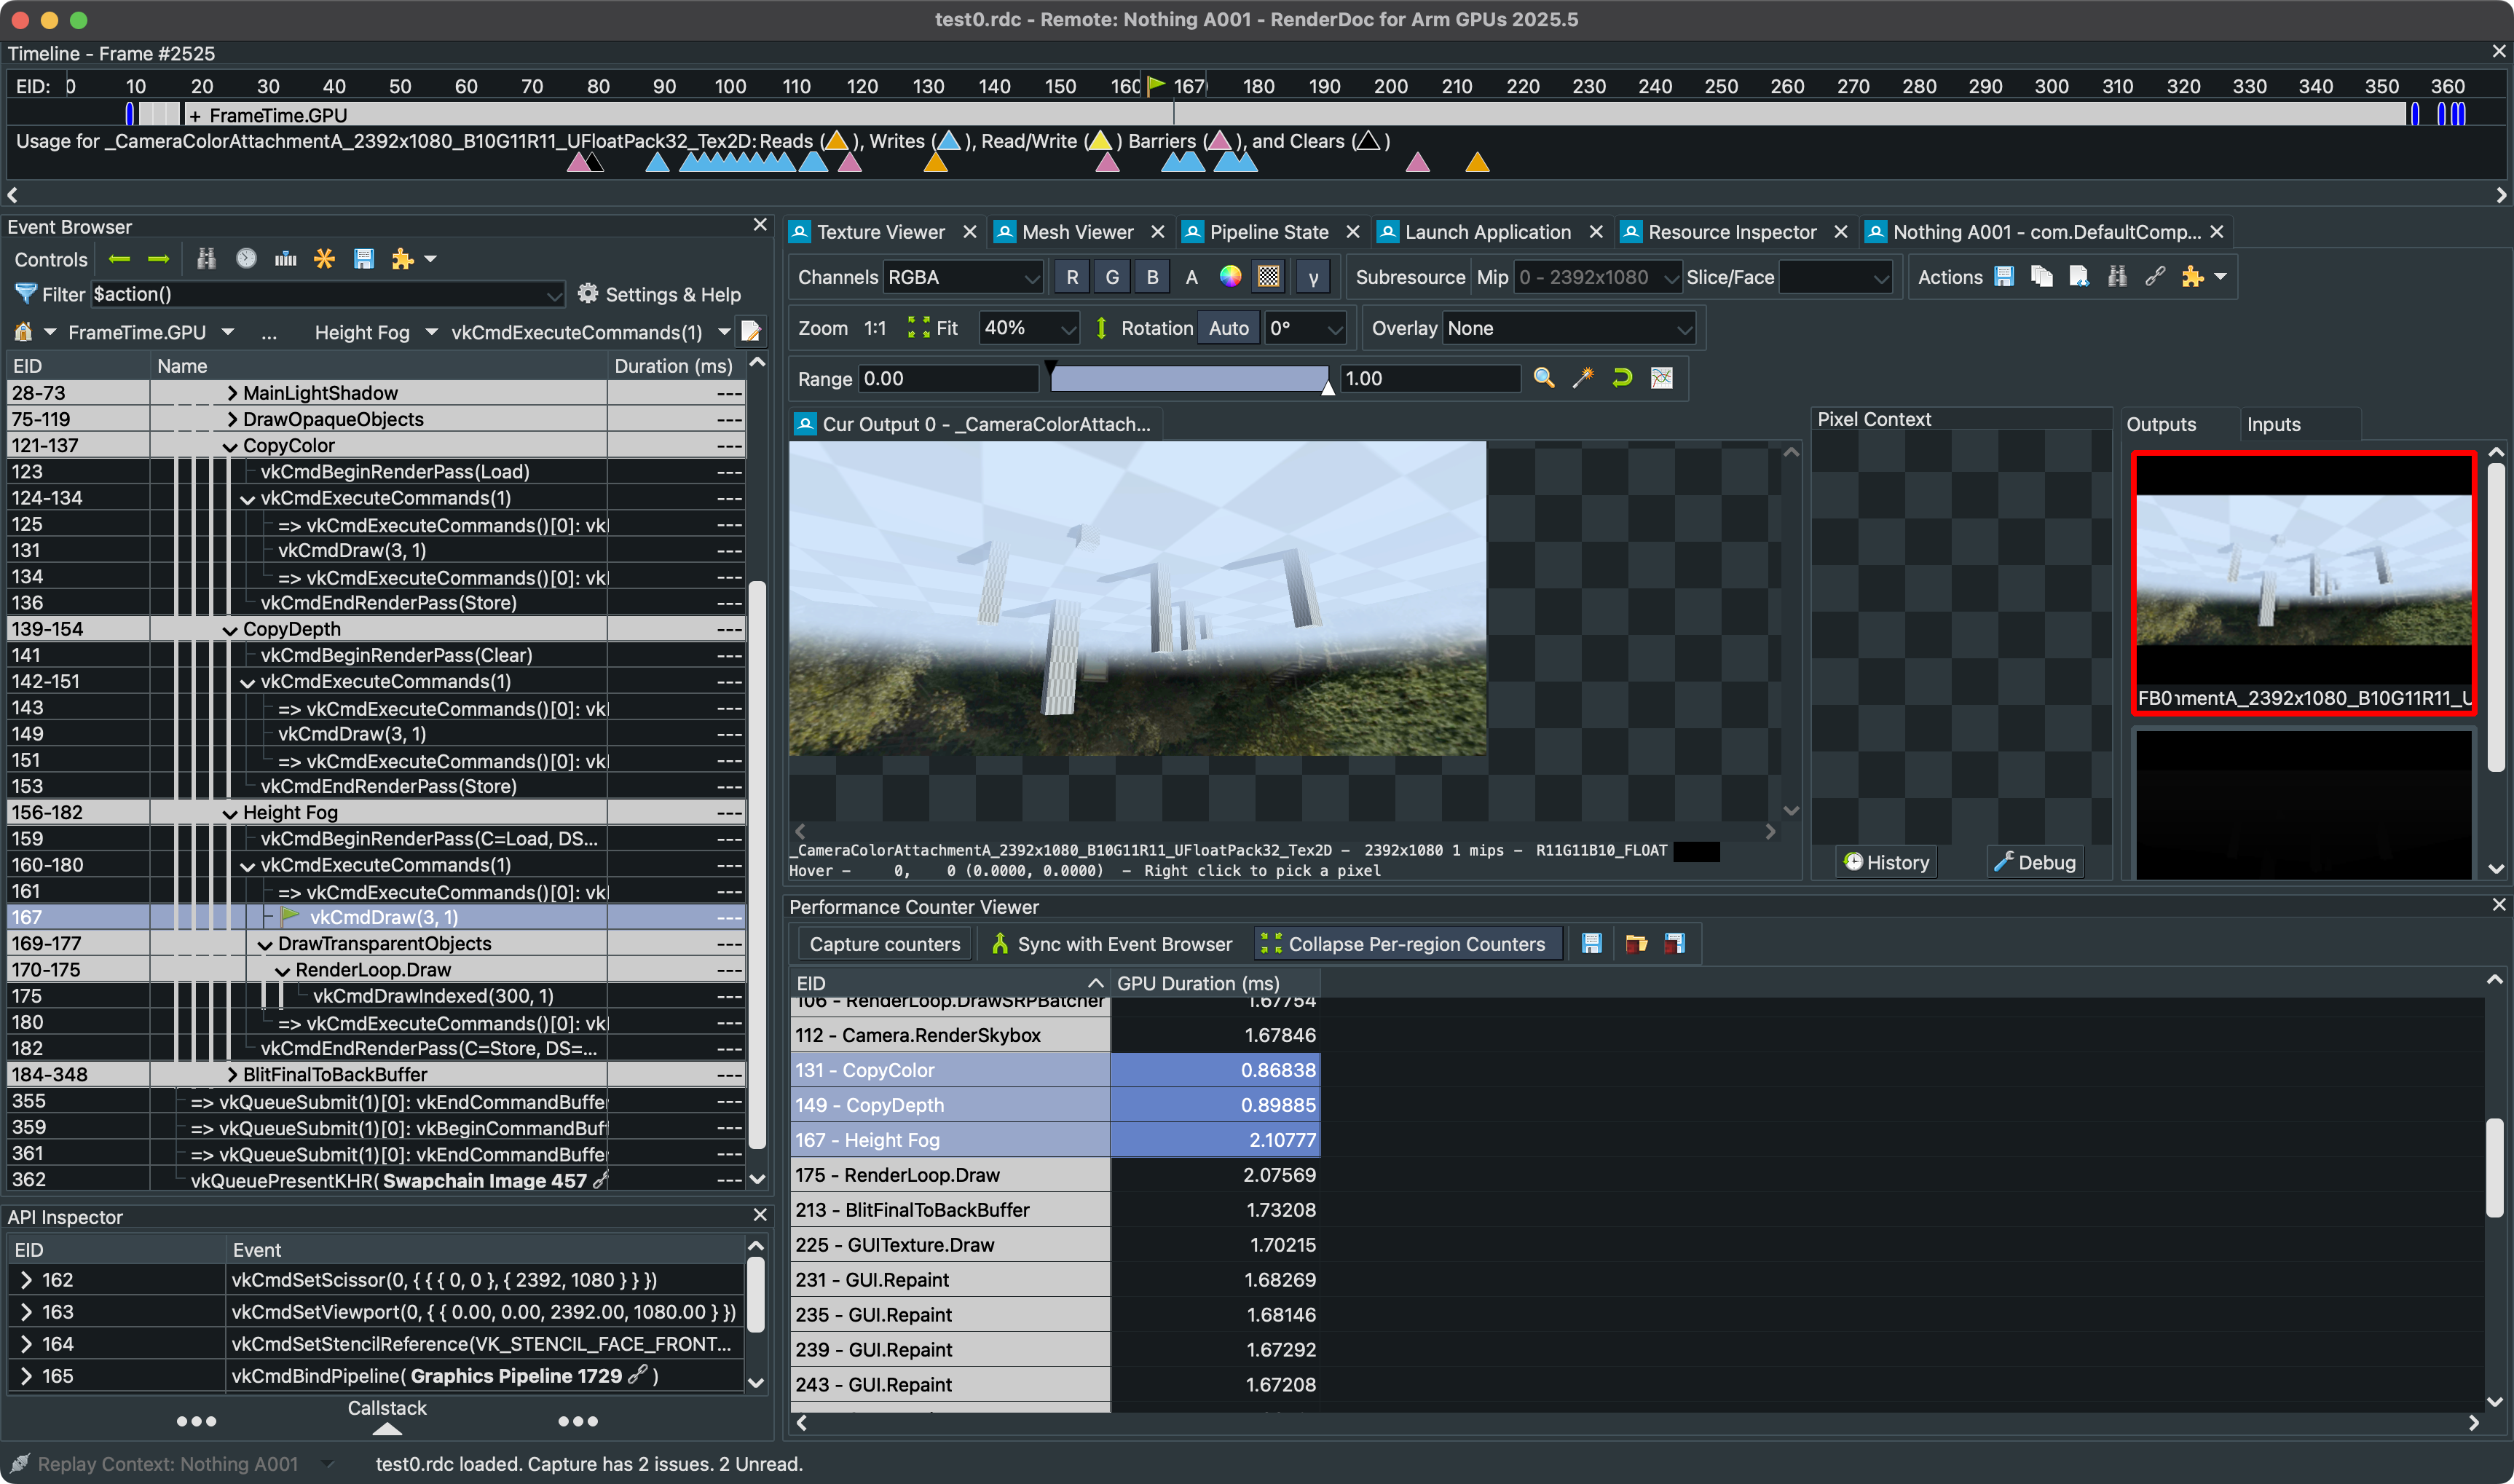 test0.rdc - Remote: Nothing A001 - RenderDoc for Arm GPUs 2025.5
Timeline - Frame #2525
EID: 0 10 20 30 40 50 60 70 80 90 100 110 120 130 140 150 160 167 180 190 200 210 220 230 240 250 260 270 280 290 300 310 320 330 340 350 360
+ FrameTime.GPU
Usage for _CameraColorAttachmentA_2392x1080_B10G11R11_UFloatPack32_Tex2D: Reads ( ), Writes ( ), Read/Write ( ) Barriers ( ), and Clears ( )
Event Browser
Controls
Filter $action() Settings & Help
FrameTime.GPU ... Height Fog vkCmdExecuteCommands(1)
EID Name Duration (ms)
28-73 MainLightShadow ---
75-119 DrawOpaqueObjects ---
121-137 CopyColor ---
123 vkCmdBeginRenderPass(Load) ---
124-134 vkCmdExecuteCommands(1) ---
125 => vkCmdExecuteCommands()[0]: vkl ---
131 vkCmdDraw(3, 1) ---
134 => vkCmdExecuteCommands()[0]: vkl ---
136 vkCmdEndRenderPass(Store) ---
139-154 CopyDepth ---
141 vkCmdBeginRenderPass(Clear) ---
142-151 vkCmdExecuteCommands(1) ---
143 => vkCmdExecuteCommands()[0]: vkl ---
149 vkCmdDraw(3, 1) ---
151 => vkCmdExecuteCommands()[0]: vkl ---
153 vkCmdEndRenderPass(Store) ---
156-182 Height Fog ---
159 vkCmdBeginRenderPass(C=Load, DS... ---
160-180 vkCmdExecuteCommands(1) ---
161 => vkCmdExecuteCommands()[0]: vkl ---
167 vkCmdDraw(3, 1) ---
169-177 DrawTransparentObjects ---
170-175 RenderLoop.Draw ---
175 vkCmdDrawIndexed(300, 1) ---
180 => vkCmdExecuteCommands()[0]: vkl ---
182 vkCmdEndRenderPass(C=Store, DS=... ---
184-348 BlitFinalToBackBuffer ---
355 => vkQueueSubmit(1)[0]: vkEndCommandBuffe ---
359 => vkQueueSubmit(1)[0]: vkBeginCommandBuf ---
361 => vkQueueSubmit(1)[0]: vkEndCommandBuffe ---
362 vkQueuePresentKHR( Swapchain Image 457 ---
API Inspector
EID Event
162 vkCmdSetScissor(0, { { { 0, 0 }, { 2392, 1080 } } })
163 vkCmdSetViewport(0, { { 0.00, 0.00, 2392.00, 1080.00 } })
164 vkCmdSetStencilReference(VK_STENCIL_FACE_FRONT...
165 vkCmdBindPipeline( Graphics Pipeline 1729 )
Callstack
Texture Viewer Mesh Viewer Pipeline State Launch Application Resource Inspector Nothing A001 - com.DefaultComp...
Channels RGBA R G B A γ Subresource Mip 0 - 2392x1080 Slice/Face Actions
Zoom 1:1 Fit 40% Rotation Auto 0° Overlay None
Range 0.00 1.00
Cur Output 0 - _CameraColorAttach...
_CameraColorAttachmentA_2392x1080_B10G11R11_UFloatPack32_Tex2D - 2392x1080 1 mips - R11G11B10_FLOAT
Hover - 0, 0 (0.0000, 0.0000) - Right click to pick a pixel
Pixel Context
History Debug
Outputs Inputs
FB0 mentA_2392x1080_B10G11R11_U
Performance Counter Viewer
Capture counters Sync with Event Browser Collapse Per-region Counters
EID GPU Duration (ms)
106 - RenderLoop.DrawSRPBatcher 1.67754
112 - Camera.RenderSkybox 1.67846
131 - CopyColor 0.86838
149 - CopyDepth 0.89885
167 - Height Fog 2.10777
175 - RenderLoop.Draw 2.07569
213 - BlitFinalToBackBuffer 1.73208
225 - GUITexture.Draw 1.70215
231 - GUI.Repaint 1.68269
235 - GUI.Repaint 1.68146
239 - GUI.Repaint 1.67292
243 - GUI.Repaint 1.67208
Replay Context: Nothing A001 test0.rdc loaded. Capture has 2 issues. 2 Unread.